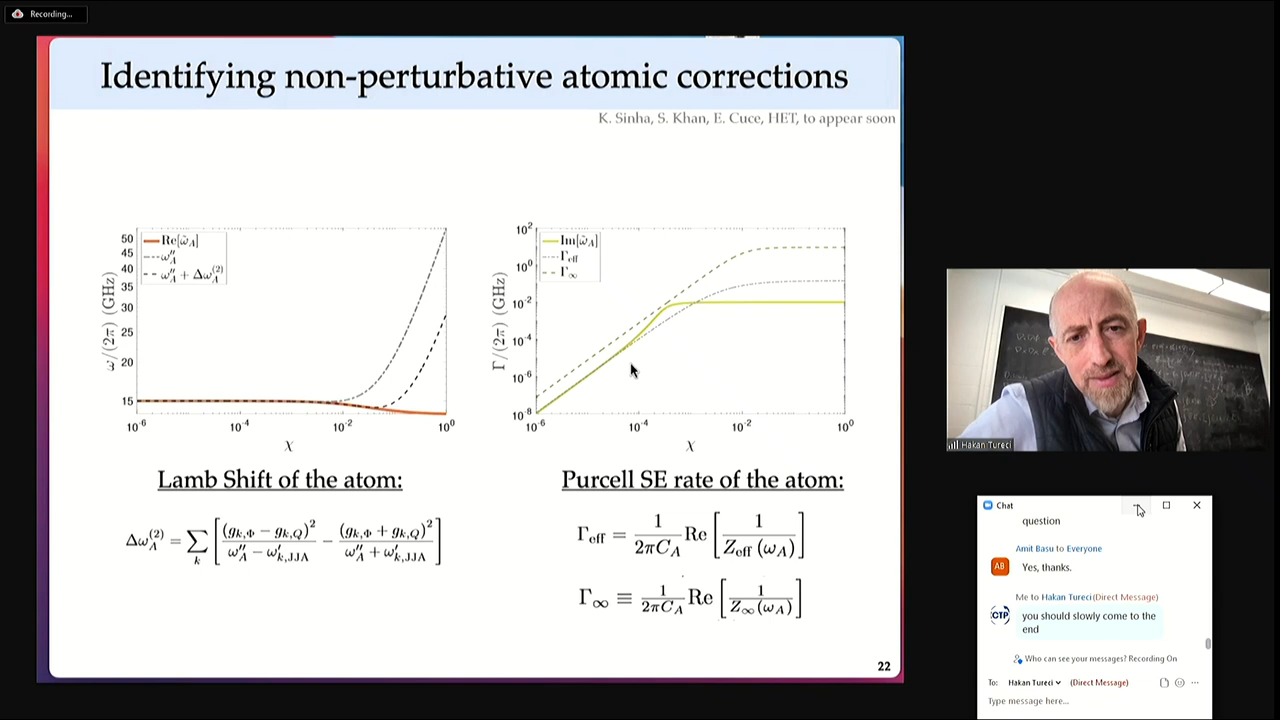 Recording...
Identifying non-perturbative atomic corrections
K. Sinha, S. Khan, E. Cuce, HET, to appear soon
Re[ω̃_A]
ω''_A
ω''_A + Δω_A^(2)
ω/(2π) (GHz)
50
45
40
35
30
25
20
15
10^-6
10^-4
10^-2
10^0
χ
Im[ω̃_A]
Γ_eff
Γ_∞
Γ/(2π) (GHz)
10^2
10^0
10^-2
10^-4
10^-6
10^-8
10^-6
10^-4
10^-2
10^0
χ
Lamb Shift of the atom:
Δω_A^(2) = Σ_k [ (g_k,Φ − g_k,Q)^2 / (ω''_A − ω'_k,JJA) − (g_k,Φ + g_k,Q)^2 / (ω''_A + ω'_k,JJA) ]
Purcell SE rate of the atom:
Γ_eff = 1/(2πC_A) Re [ 1/Z_eff (ω_A) ]
Γ_∞ ≡ 1/(2πC_A) Re [ 1/Z_∞(ω_A) ]
22
Hakan Tureci
Chat
question
Amit Basu to Everyone
AB
Yes, thanks.
Me to Hakan Tureci(Direct Message)
CTP
you should slowly come to the
end
Who can see your messages? Recording On
To: Hakan Tureci (Direct Message)
Type message here...